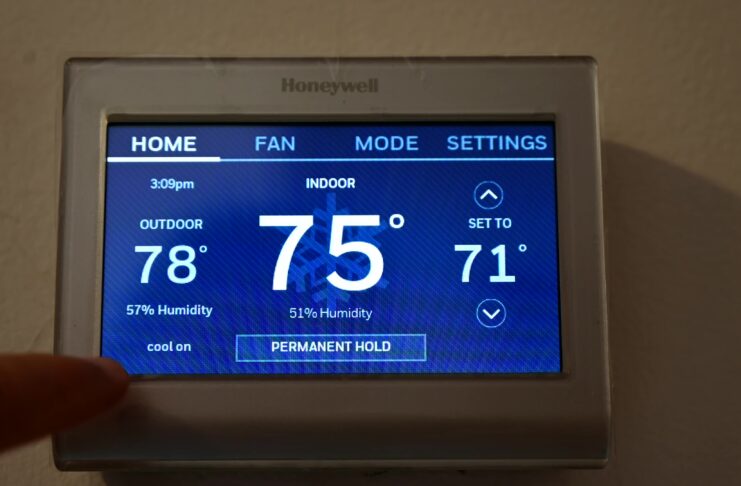 Honeywell
HOME FAN MODE SETTINGS
3:09pm
INDOOR
OUTDOOR
78°
57% Humidity
75°
51% Humidity
SET TO
71°
cool on
PERMANENT HOLD